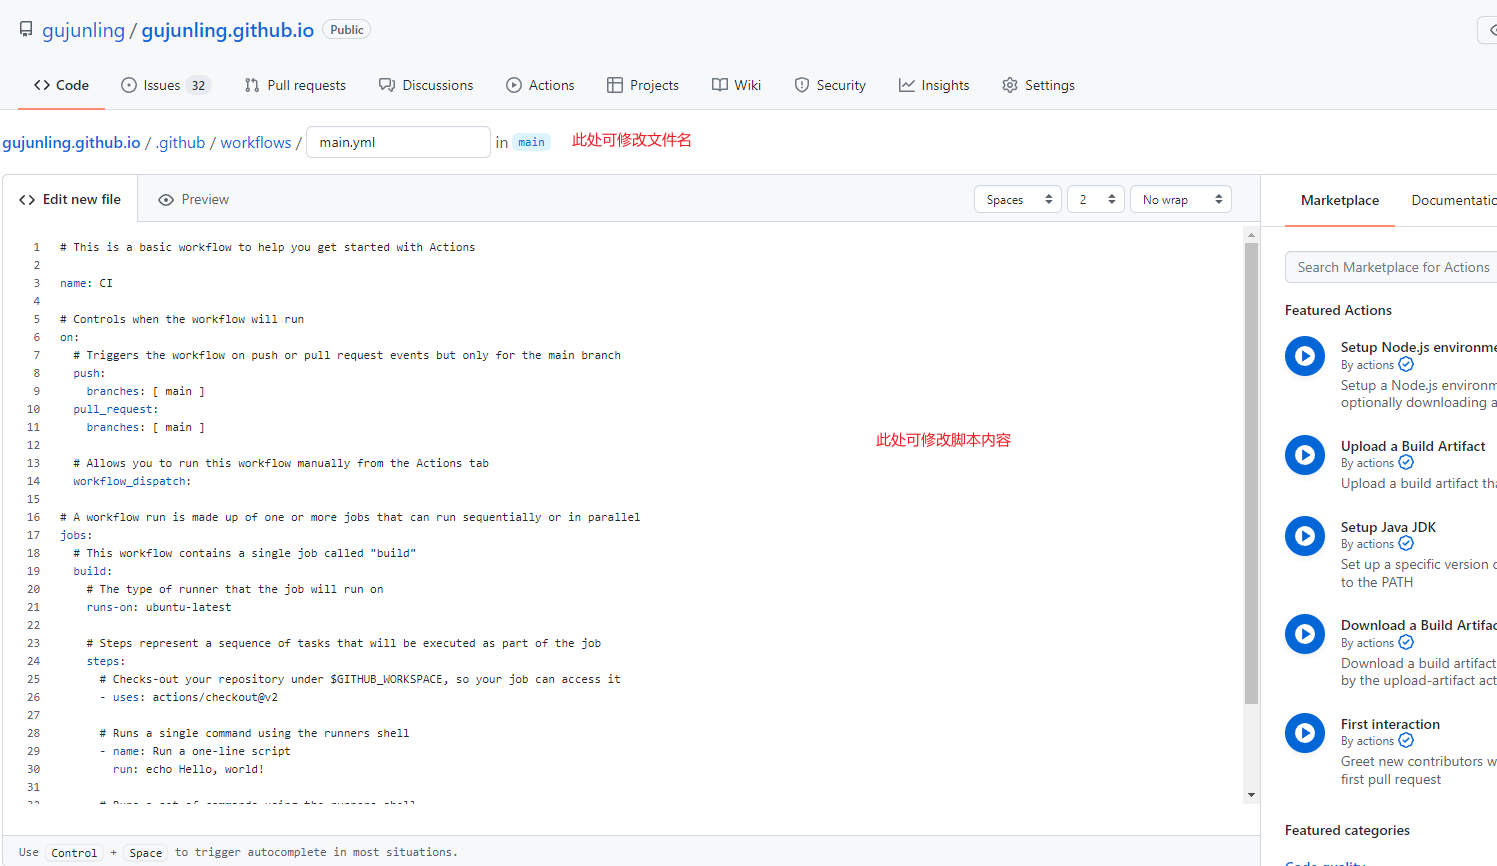 gujunling / gujunling.github.io Public
Code Issues 32 Pull requests Discussions Actions Projects Wiki Security Insights Settings
gujunling.github.io / .github / workflows / main.yml in main 此处可修改文件名
Edit new file Preview Spaces 2 No wrap
1 # This is a basic workflow to help you get started with Actions
2
3 name: CI
4
5 # Controls when the workflow will run
6 on:
7 # Triggers the workflow on push or pull request events but only for the main branch
8 push:
9 branches: [ main ]
10 pull_request:
11 branches: [ main ]
12
13 # Allows you to run this workflow manually from the Actions tab
14 workflow_dispatch:
15
16 # A workflow run is made up of one or more jobs that can run sequentially or in parallel
17 jobs:
18 # This workflow contains a single job called "build"
19 build:
20 # The type of runner that the job will run on
21 runs-on: ubuntu-latest
22
23 # Steps represent a sequence of tasks that will be executed as part of the job
24 steps:
25 # Checks-out your repository under $GITHUB_WORKSPACE, so your job can access it
26 - uses: actions/checkout@v2
27
28 # Runs a single command using the runners shell
29 - name: Run a one-line script
30 run: echo Hello, world!
31
此处可修改脚本内容
Use Control + Space to trigger autocomplete in most situations.
Marketplace Documentatio
Search Marketplace for Actions
Featured Actions
Setup Node.js environme
By actions
Setup a Node.js environm
optionally downloading a
Upload a Build Artifact
By actions
Upload a build artifact tha
Setup Java JDK
By actions
Set up a specific version o
to the PATH
Download a Build Artifac
By actions
Download a build artifact
by the upload-artifact act
First interaction
By actions
Greet new contributors w
first pull request
Featured categories